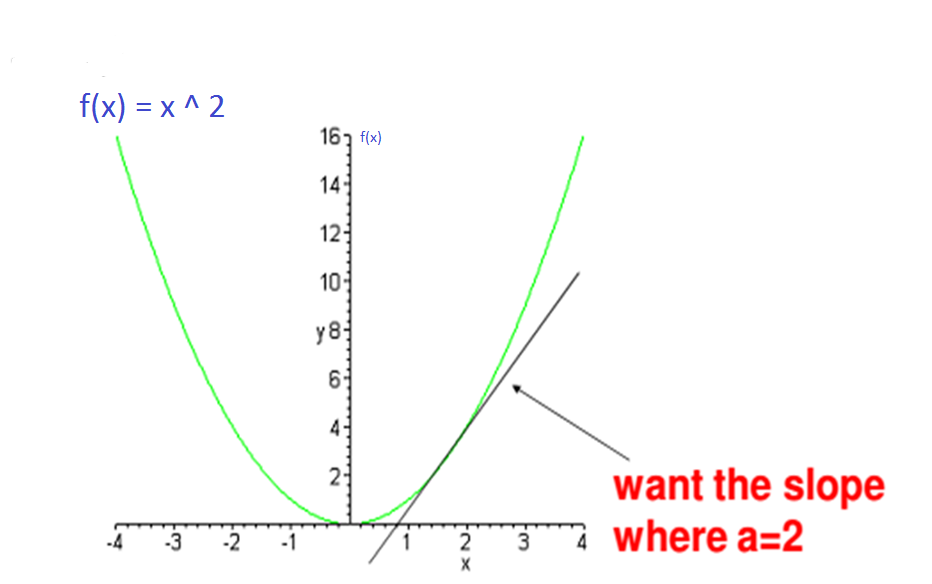 f(x) = x ^ 2
16 f(x)
14
12
10
y 8
6
4
2
-4 -3 -2 -1 1 2 3 4
x
want the slope
where a=2